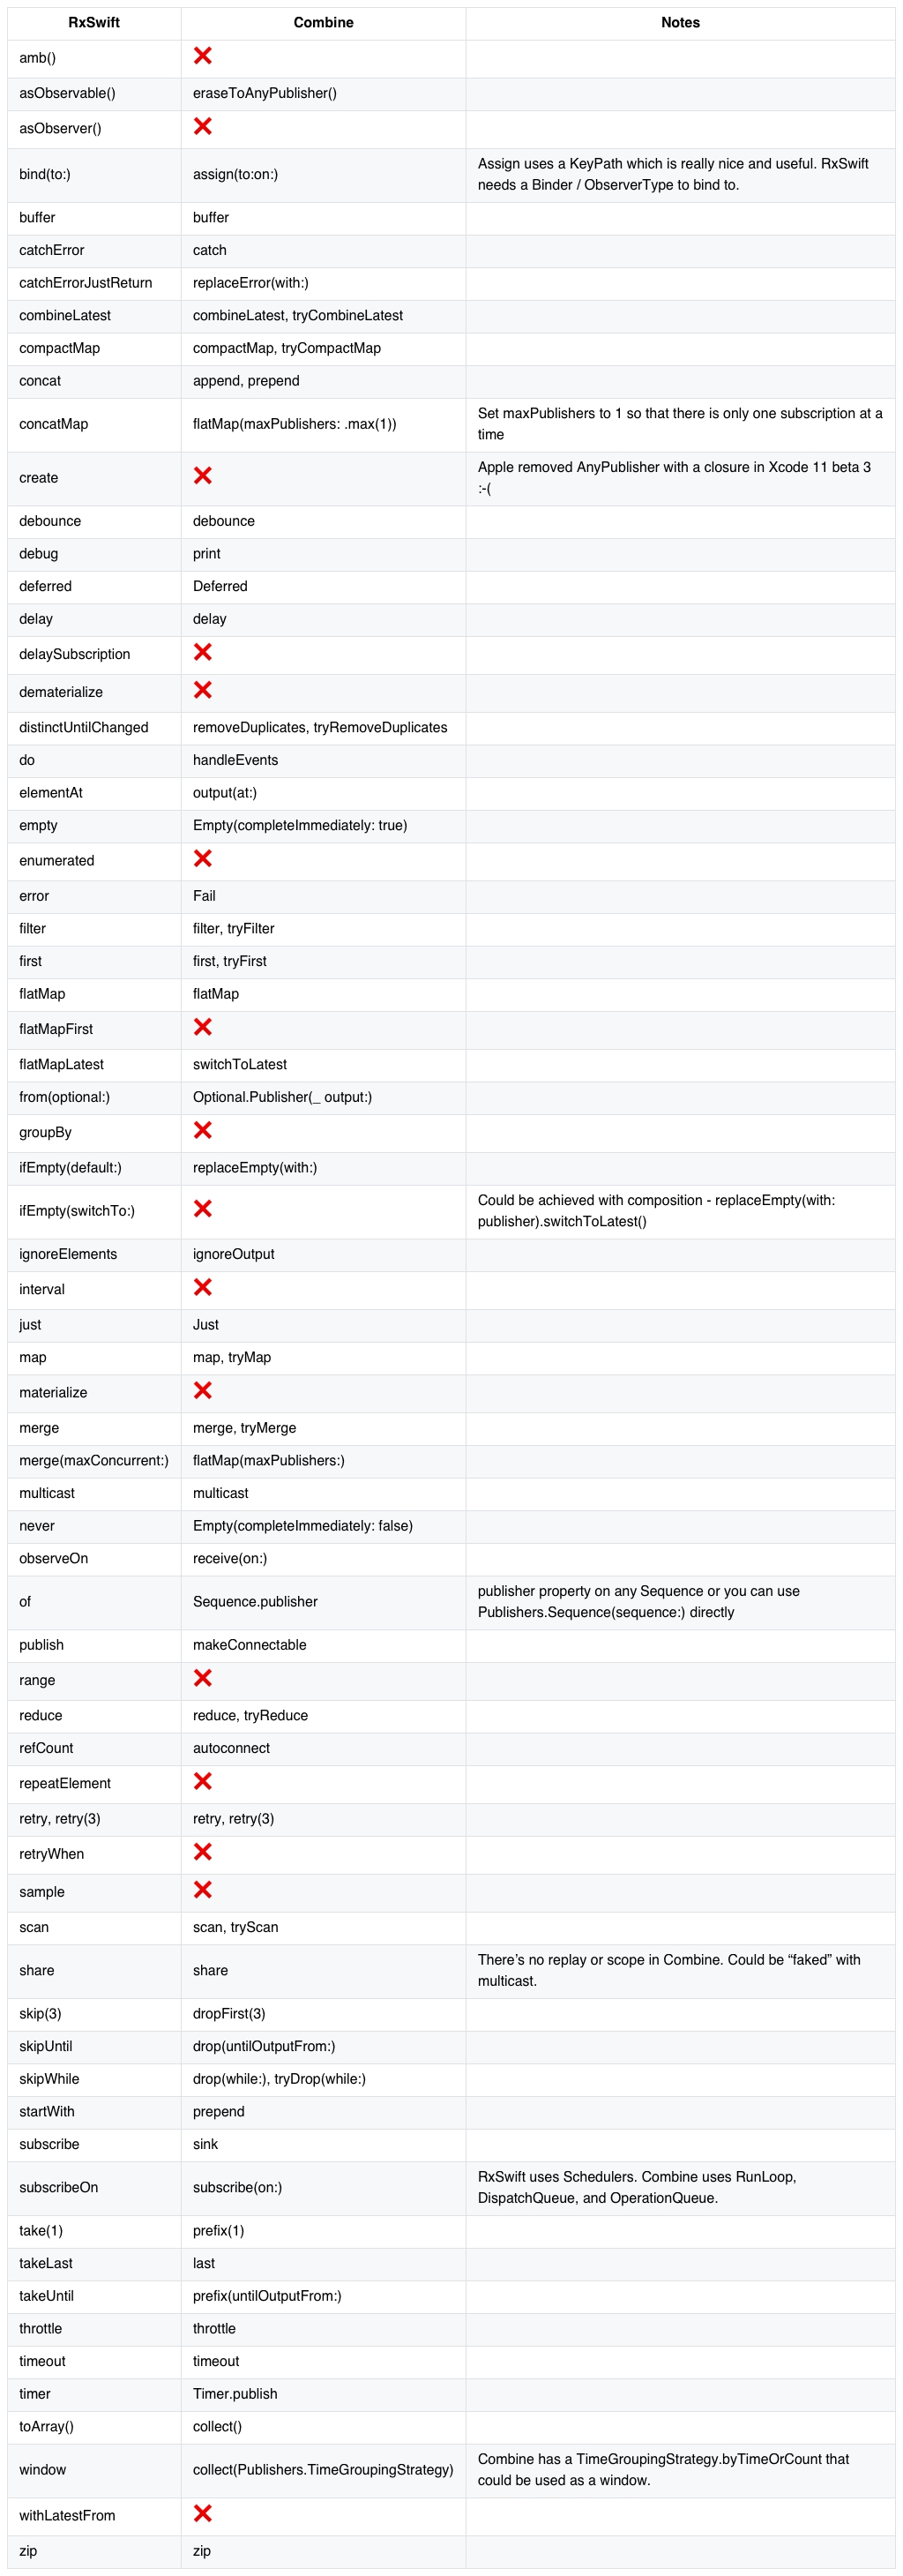 RxSwift Combine Notes
amb() ❌
asObservable() eraseToAnyPublisher()
asObserver() ❌
bind(to:) assign(to:on:) Assign uses a KeyPath which is really nice and useful. RxSwift
needs a Binder / ObserverType to bind to.
buffer buffer
catchError catch
catchErrorJustReturn replaceError(with:)
combineLatest combineLatest, tryCombineLatest
compactMap compactMap, tryCompactMap
concat append, prepend
concatMap flatMap(maxPublishers: .max(1)) Set maxPublishers to 1 so that there is only one subscription at a
time
create ❌ Apple removed AnyPublisher with a closure in Xcode 11 beta 3
:-(
debounce debounce
debug print
deferred Deferred
delay delay
delaySubscription ❌
dematerialize ❌
distinctUntilChanged removeDuplicates, tryRemoveDuplicates
do handleEvents
elementAt output(at:)
empty Empty(completeImmediately: true)
enumerated ❌
error Fail
filter filter, tryFilter
first first, tryFirst
flatMap flatMap
flatMapFirst ❌
flatMapLatest switchToLatest
from(optional:) Optional.Publisher(_ output:)
groupBy ❌
ifEmpty(default:) replaceEmpty(with:)
ifEmpty(switchTo:) ❌ Could be achieved with composition - replaceEmpty(with:
publisher).switchToLatest()
ignoreElements ignoreOutput
interval ❌
just Just
map map, tryMap
materialize ❌
merge merge, tryMerge
merge(maxConcurrent:) flatMap(maxPublishers:)
multicast multicast
never Empty(completeImmediately: false)
observeOn receive(on:)
of Sequence.publisher publisher property on any Sequence or you can use
Publishers.Sequence(sequence:) directly
publish makeConnectable
range ❌
reduce reduce, tryReduce
refCount autoconnect
repeatElement ❌
retry, retry(3) retry, retry(3)
retryWhen ❌
sample ❌
scan scan, tryScan
share share There’s no replay or scope in Combine. Could be “faked” with
multicast.
skip(3) dropFirst(3)
skipUntil drop(untilOutputFrom:)
skipWhile drop(while:), tryDrop(while:)
startWith prepend
subscribe sink
subscribeOn subscribe(on:) RxSwift uses Schedulers. Combine uses RunLoop,
DispatchQueue, and OperationQueue.
take(1) prefix(1)
takeLast last
takeUntil prefix(untilOutputFrom:)
throttle throttle
timeout timeout
timer Timer.publish
toArray() collect()
window collect(Publishers.TimeGroupingStrategy) Combine has a TimeGroupingStrategy.byTimeOrCount that
could be used as a window.
withLatestFrom ❌
zip zip